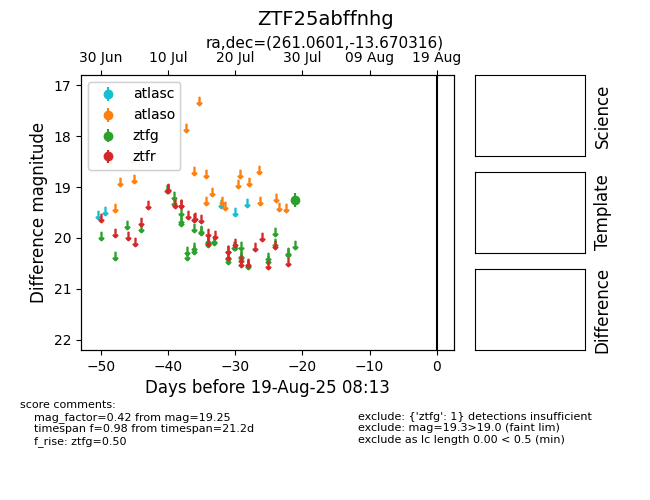 ZTF25abffnhg
ra,dec=(261.0601,-13.670316)
30 Jun 10 Jul 20 Jul 30 Jul 09 Aug 19 Aug
17
18
19
20
21
22
Difference magnitude
atlasc
atlaso
ztfg
ztfr
−50 −40 −30 −20 −10 0
Days before 19-Aug-25 08:13
Science
Template
Difference
score comments:
mag_factor=0.42 from mag=19.25
timespan f=0.98 from timespan=21.2d
f_rise: ztfg=0.50
exclude: {'ztfg': 1} detections insufficient
exclude: mag=19.3>19.0 (faint lim)
exclude as lc length 0.00 < 0.5 (min)